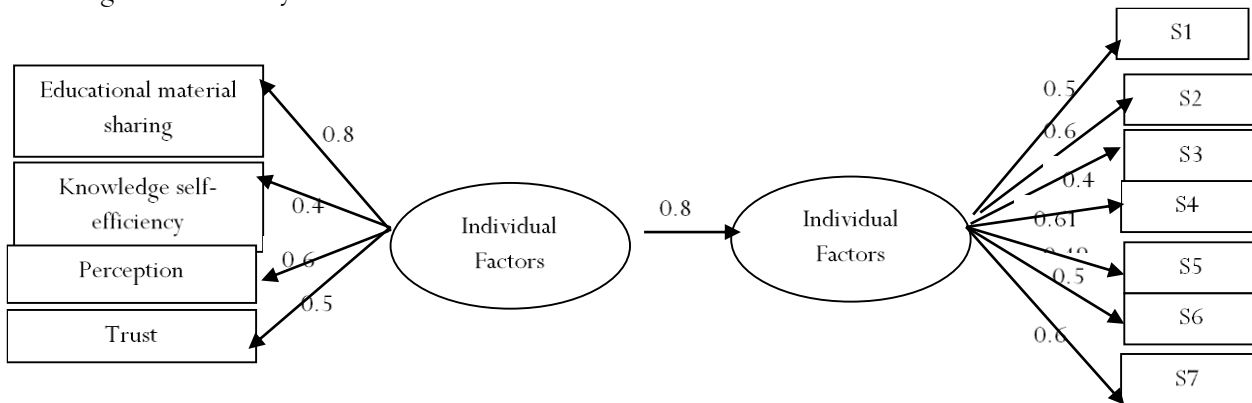 Educational material
sharing
Knowledge self-
efficiency
Perception
Trust
0.8
0.4
0.6
0.5
Individual
Factors
0.8
Individual
Factors
0.5
0.6
0.4
0.61
0.5
0.6
S1
S2
S3
S4
S5
S6
S7